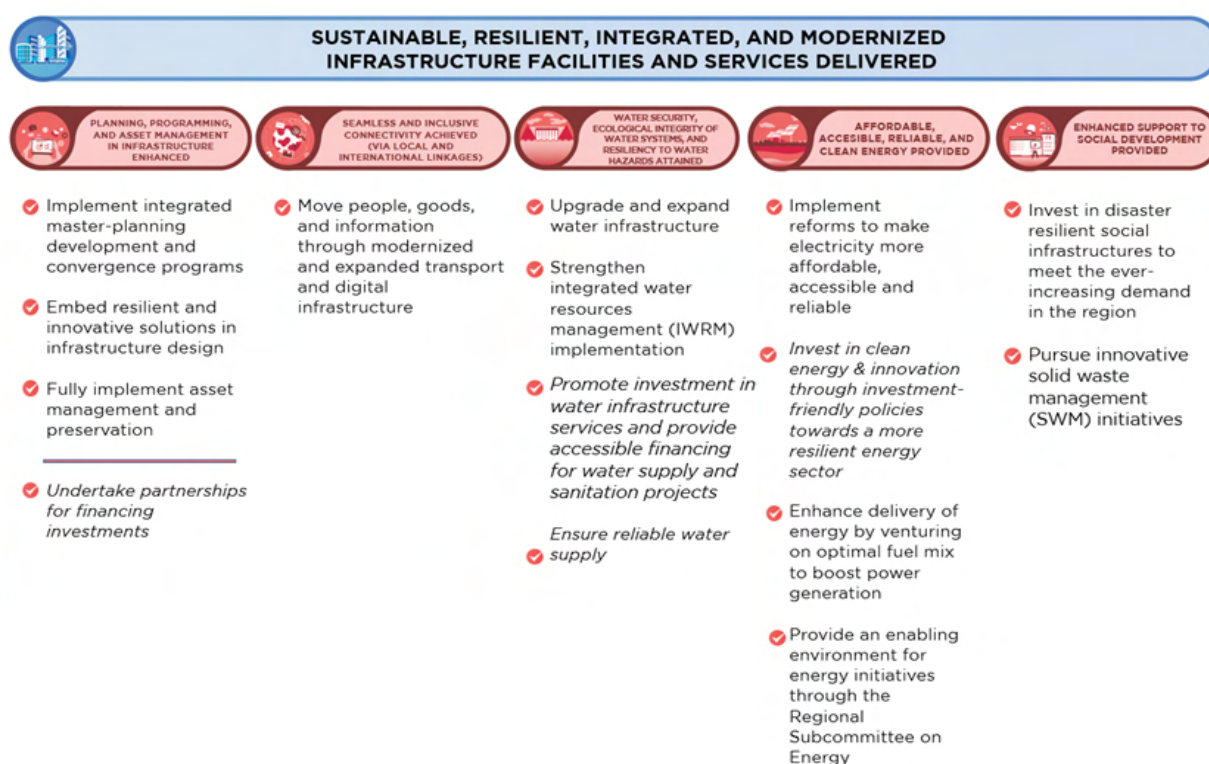 SUSTAINABLE, RESILIENT, INTEGRATED, AND MODERNIZED
INFRASTRUCTURE FACILITIES AND SERVICES DELIVERED
PLANNING, PROGRAMMING,
AND ASSET MANAGEMENT
IN INFRASTRUCTURE
ENHANCED
Implement integrated
master-planning
development and
convergence programs
Embed resilient and
innovative solutions in
infrastructure design
Fully implement asset
management and
preservation
Undertake partnerships
for financing
investments
SEAMLESS AND INCLUSIVE
CONNECTIVITY ACHIEVED
(VIA LOCAL AND
INTERNATIONAL LINKAGES)
Move people, goods,
and information
through modernized
and expanded transport
and digital
infrastructure
WATER SECURITY,
ECOLOGICAL INTEGRITY OF
WATER SYSTEMS, AND
RESILIENCY TO WATER
HAZARDS ATTAINED
Upgrade and expand
water infrastructure
Strengthen
integrated water
resources
management (IWRM)
implementation
Promote investment in
water infrastructure
services and provide
accessible financing
for water supply and
sanitation projects
Ensure reliable water
supply
AFFORDABLE,
ACCESIBLE, RELIABLE, AND
CLEAN ENERGY PROVIDED
Implement
reforms to make
electricity more
affordable,
accessible and
reliable
Invest in clean
energy & innovation
through investment-
friendly policies
towards a more
resilient energy
sector
Enhance delivery of
energy by venturing
on optimal fuel mix
to boost power
generation
Provide an enabling
environment for
energy initiatives
through the
Regional
Subcommittee on
Energy
ENHANCED SUPPORT TO
SOCIAL DEVELOPMENT
PROVIDED
Invest in disaster
resilient social
infrastructures to
meet the ever-
increasing demand
in the region
Pursue innovative
solid waste
management
(SWM) initiatives